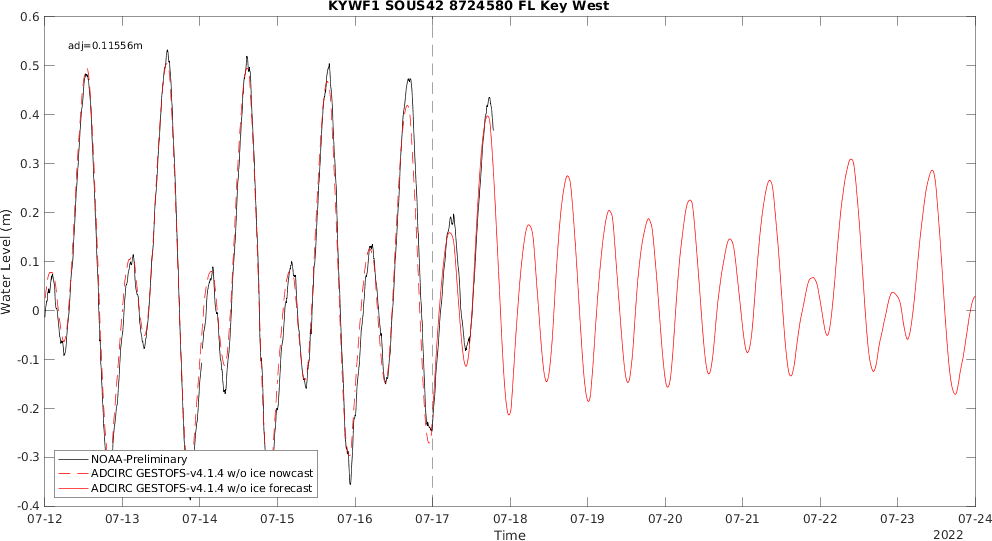 KYWF1 SOUS42 8724580 FL Key West
adj=0.11556m
0.6
0.5
0.4
0.3
0.2
0.1
0
-0.1
-0.2
-0.3
-0.4
Water Level (m)
NOAA-Preliminary
ADCIRC GESTOFS-v4.1.4 w/o ice nowcast
ADCIRC GESTOFS-v4.1.4 w/o ice forecast
07-12 07-13 07-14 07-15 07-16 07-17 07-18 07-19 07-20 07-21 07-22 07-23 07-24
Time
2022